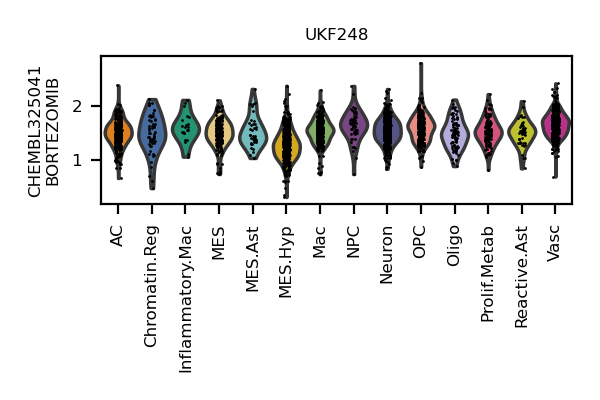 UKF248
CHEMBL325041
BORTEZOMIB
2
1
AC
Chromatin.Reg
Inflammatory.Mac
MES
MES.Ast
MES.Hyp
Mac
NPC
Neuron
OPC
Oligo
Prolif.Metab
Reactive.Ast
Vasc